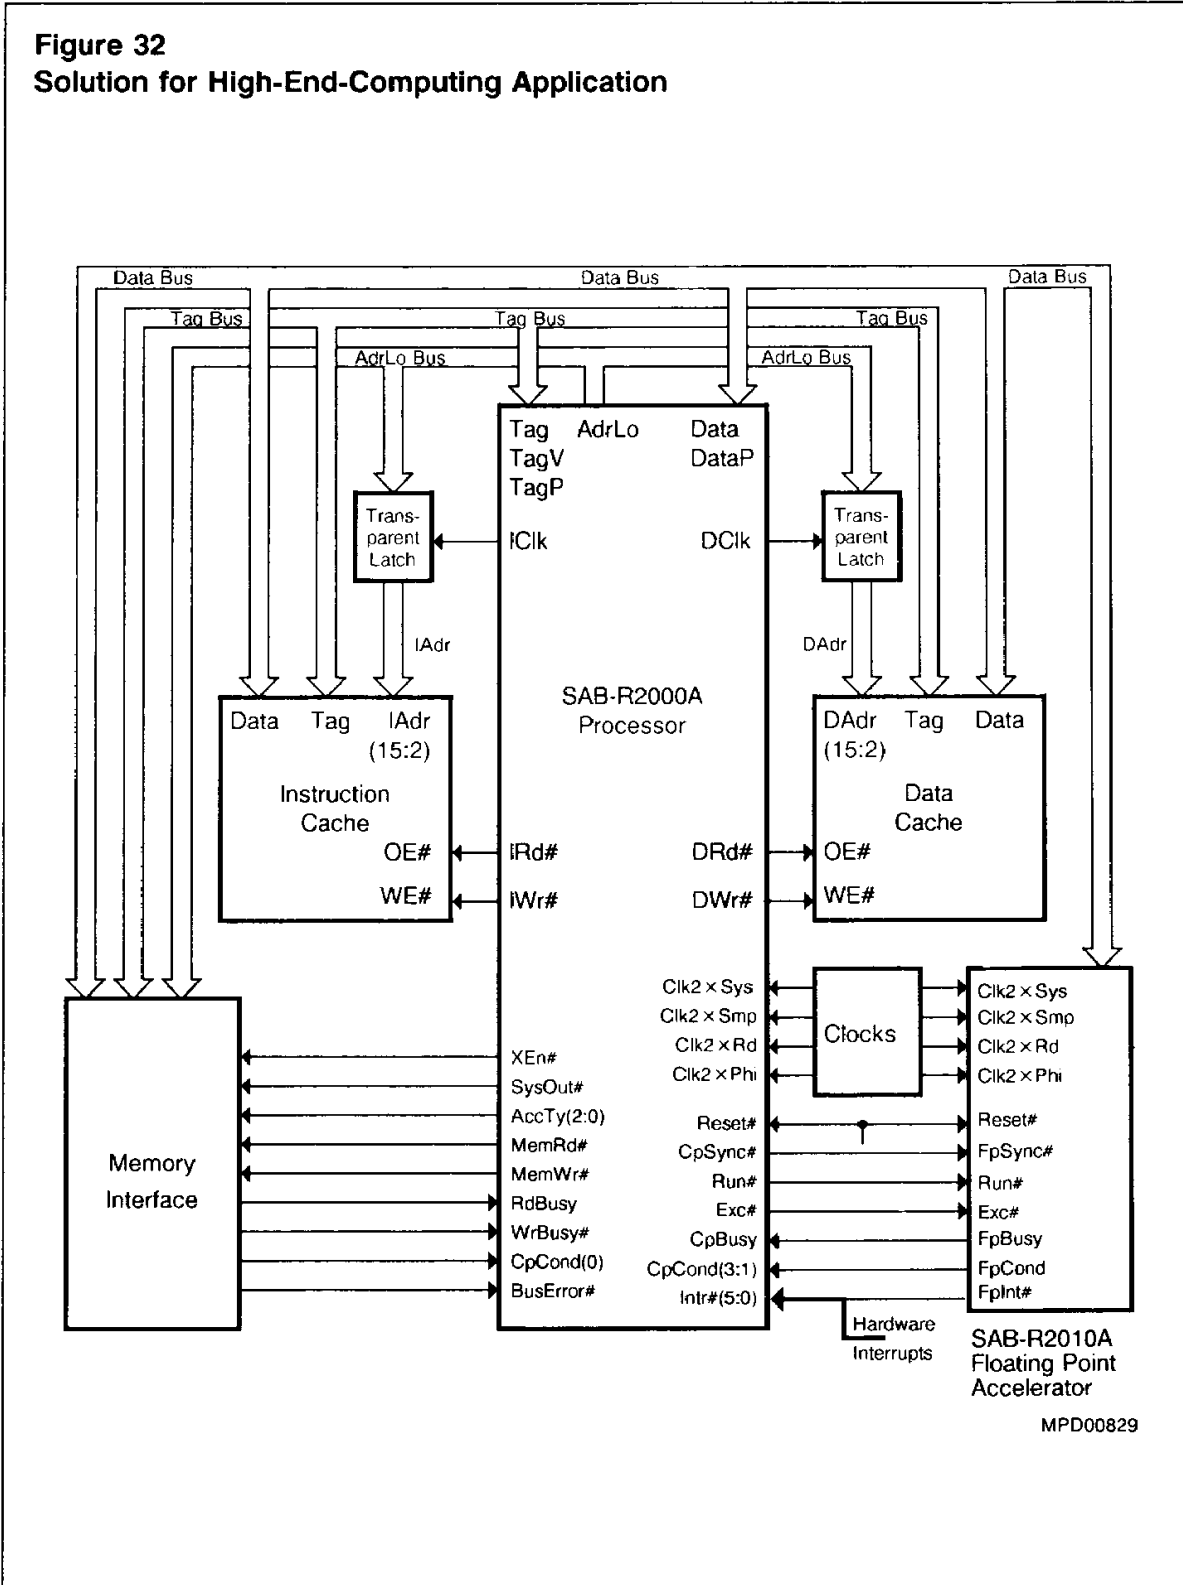 Figure 32
Solution for High-End-Computing Application
Data Bus
Data Bus
Data Bus
Tag Bus
Tag Bus
Tag Bus
AdrLo Bus
AdrLo Bus
Tag
AdrLo
Data
TagV
DataP
TagP
Trans-
parent
Latch
IClk
DClk
Trans-
parent
Latch
IAdr
DAdr
SAB-R2000A
Processor
Data
Tag
IAdr
(15:2)
Instruction
Cache
OE#
WE#
IRd#
IWr#
DRd#
DWr#
DAdr
Tag
Data
(15:2)
Data
Cache
OE#
WE#
Clk2×Sys
Clk2×Smp
Clk2×Rd
Clk2×Phi
Clocks
Clk2×Sys
Clk2×Smp
Clk2×Rd
Clk2×Phi
Memory
Interface
XEn#
SysOut#
AccTy(2:0)
MemRd#
MemWr#
RdBusy
WrBusy#
CpCond(0)
BusError#
Reset#
CpSync#
Run#
Exc#
CpBusy
CpCond(3:1)
Intr#(5:0)
Reset#
FpSync#
Run#
Exc#
FpBusy
FpCond
FpInt#
Hardware
Interrupts
SAB-R2010A
Floating Point
Accelerator
MPD00829